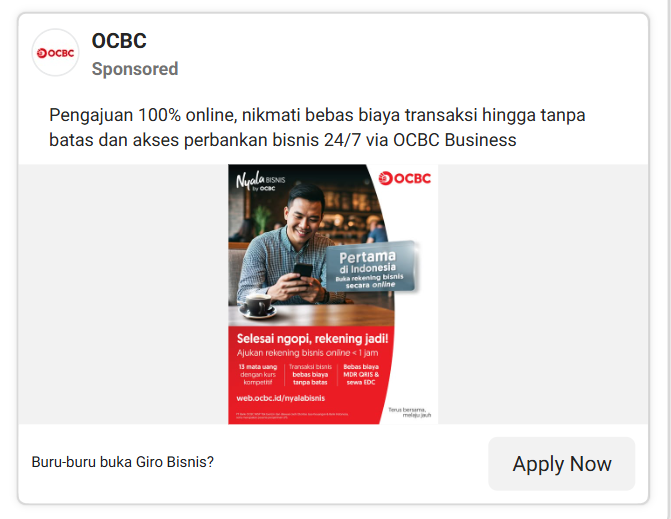 OCBC
OCBC
Sponsored
Pengajuan 100% online, nikmati bebas biaya transaksi hingga tanpa
batas dan akses perbankan bisnis 24/7 via OCBC Business
Nyala BISNIS
by OCBC
OCBC
Pertama
di Indonesia
Buka rekening bisnis
secara online
Selesai ngopi, rekening jadi!
Ajukan rekening bisnis online < 1 jam
13 mata uang
dengan kurs
kompetitif
Transaksi bisnis
bebas biaya
tanpa batas
Bebas biaya
MDR QRIS &
sewa EDC
web.ocbc.id/nyalabisnis
Terus bersama,
melaju jauh
Buru-buru buka Giro Bisnis?
Apply Now